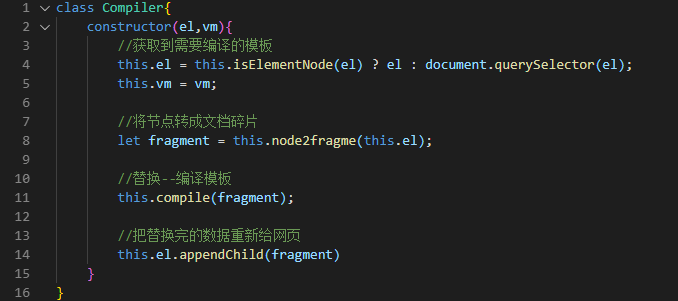 1 class Compiler{
2 constructor(el,vm){
3 //获取到需要编译的模板
4 this.el = this.isElementNode(el) ? el : document.querySelector(el);
5 this.vm = vm;
6
7 //将节点转成文档碎片
8 let fragment = this.node2fragme(this.el);
9
10 //替换--编译模板
11 this.compile(fragment);
12
13 //把替换完的数据重新给网页
14 this.el.appendChild(fragment)
15 }
16 }